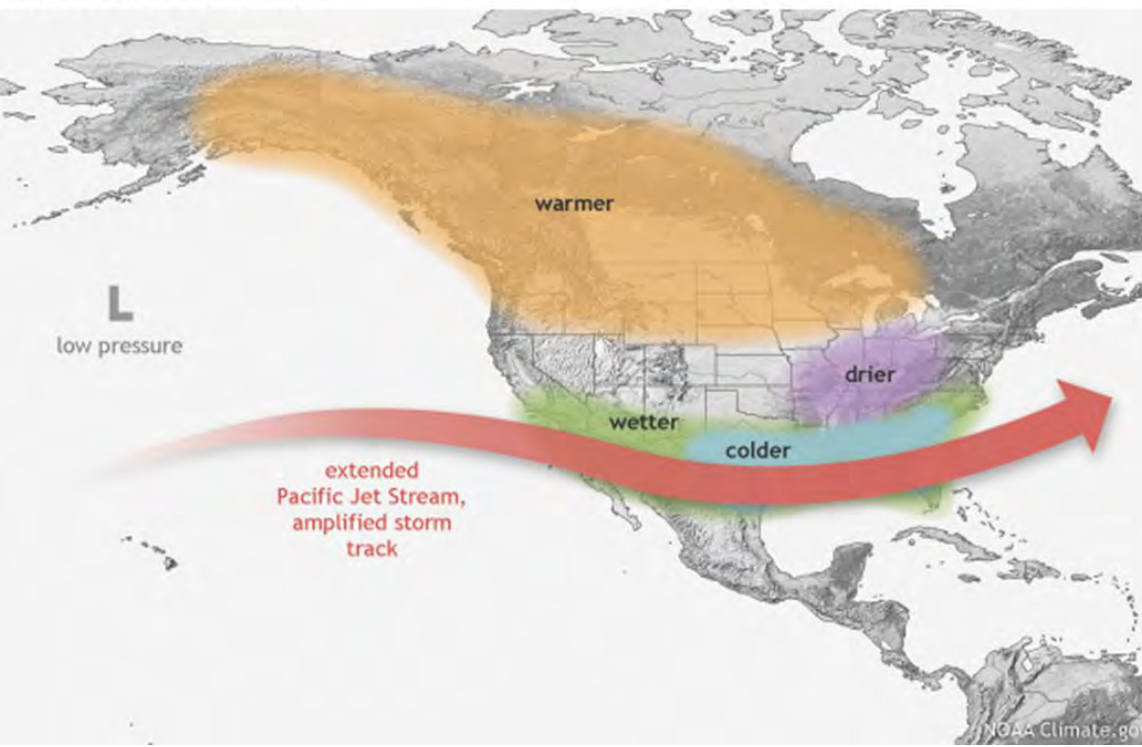 warmer
L
low pressure
drier
wetter
colder
extended
Pacific Jet Stream,
amplified storm
track
NOAA Climate.go